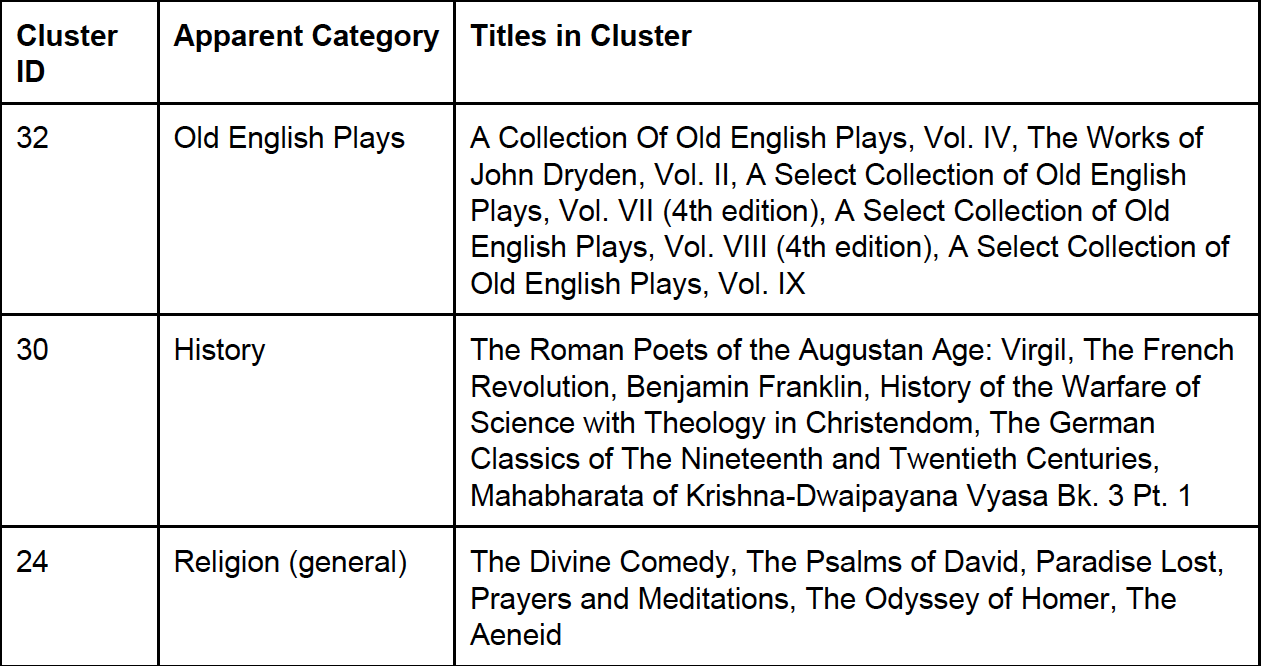 Cluster ID
Apparent Category
Titles in Cluster
32
Old English Plays
A Collection Of Old English Plays, Vol. IV, The Works of
John Dryden, Vol. II, A Select Collection of Old English
Plays, Vol. VII (4th edition), A Select Collection of Old
English Plays, Vol. VIII (4th edition), A Select Collection of
Old English Plays, Vol. IX
30
History
The Roman Poets of the Augustan Age: Virgil, The French
Revolution, Benjamin Franklin, History of the Warfare of
Science with Theology in Christendom, The German
Classics of The Nineteenth and Twentieth Centuries,
Mahabharata of Krishna-Dwaipayana Vyasa Bk. 3 Pt. 1
24
Religion (general)
The Divine Comedy, The Psalms of David, Paradise Lost,
Prayers and Meditations, The Odyssey of Homer, The
Aeneid